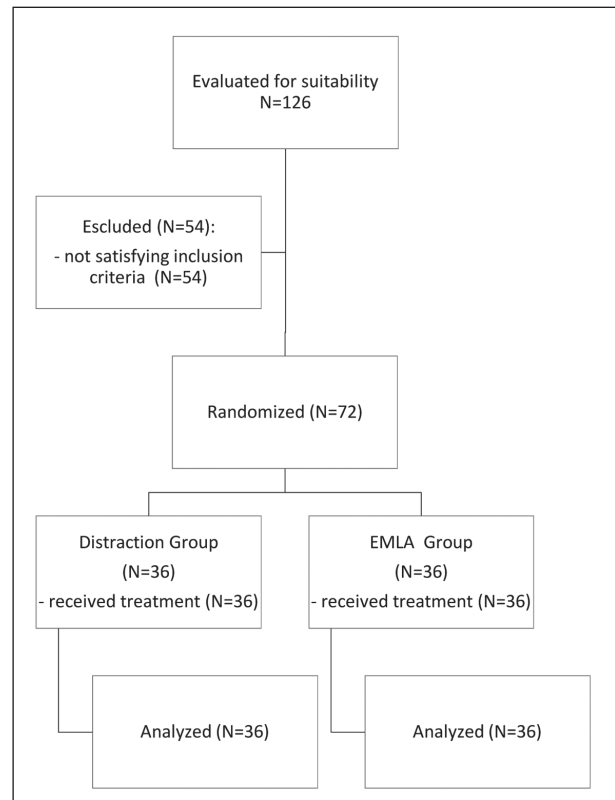 Evaluated for suitability
N=126
Escluded (N=54):
- not satisfying inclusion
criteria (N=54)
Randomized (N=72)
Distraction Group
(N=36)
- received treatment (N=36)
EMLA Group
(N=36)
- received treatment (N=36)
Analyzed (N=36)
Analyzed (N=36)